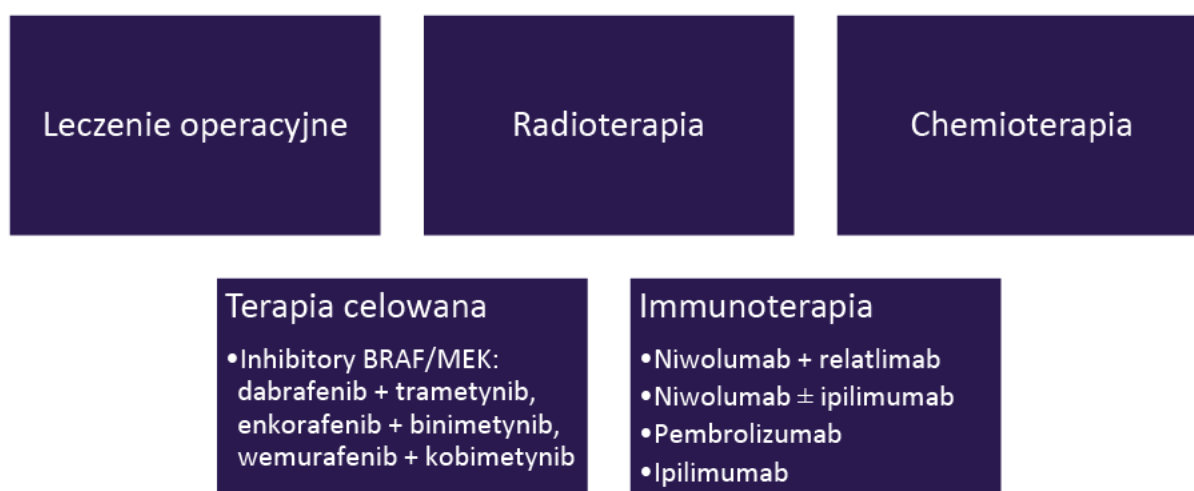 Leczenie operacyjne
Radioterapia
Chemioterapia
Terapia celowana
•Inhibitory BRAF/MEK:
dabrafenib + trametynib,
enkorafenib + binimetynib,
wemurafenib + kobimetynib
Immunoterapia
•Niwolumab + relatlimab
•Niwolumab ± ipilimumab
•Pembrolizumab
•Ipilimumab